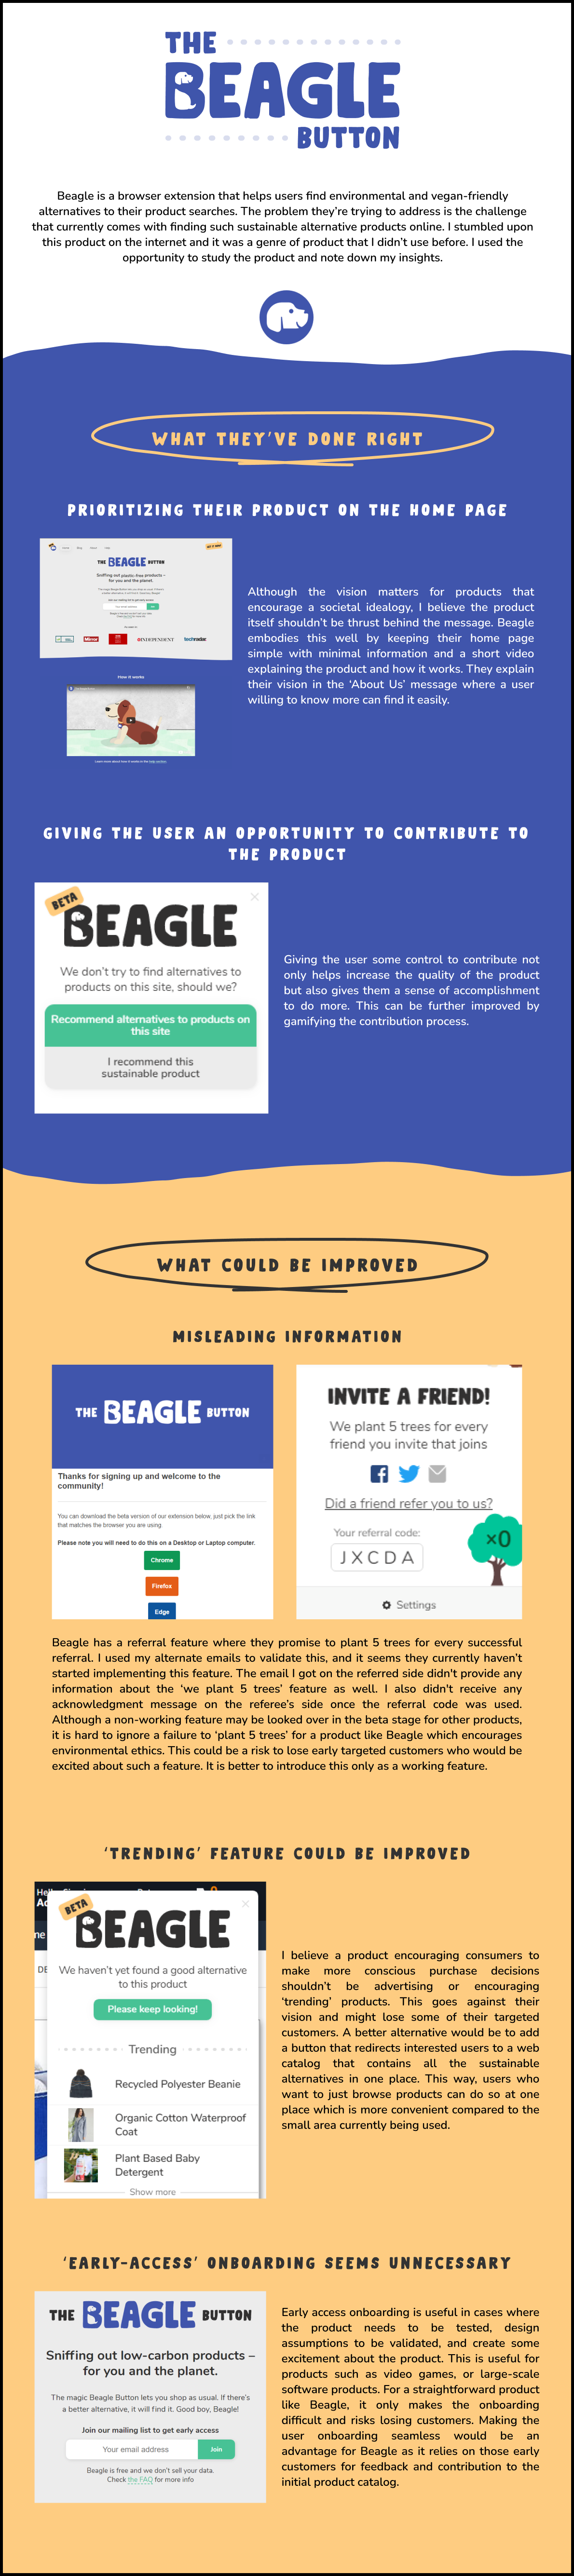 THE
BEAGLE
BUTTON
Beagle is a browser extension that helps users find environmental and vegan-friendly
alternatives to their product searches. The problem they're trying to address is the challenge
that currently comes with finding such sustainable alternative products online. I stumbled upon
this product on the internet and it was a genre of product that I didn't use before. I used the
opportunity to study the product and note down my insights.
WHAT THEY'VE DONE RIGHT
PRIORITIZING THEIR PRODUCT ON THE HOME PAGE
THE BEAGLE BUTTON
Sniffing out plastic-free products –
for you and the planet.
INDEPENDENT
techradar
How it works
Although the vision matters for products that
encourage a societal idealogy, I believe the product
itself shouldn't be thrust behind the message. Beagle
embodies this well by keeping their home page
simple with minimal information and a short video
explaining the product and how it works. They explain
their vision in the 'About Us' message where a user
willing to know more can find it easily.
GIVING THE USER AN OPPORTUNITY TO CONTRIBUTE TO
THE PRODUCT
BETA
BEAGLE
We don't try to find alternatives to
products on this site, should we?
Recommend alternatives to products on
this site
I recommend this
sustainable product
Giving the user some control to contribute not
only helps increase the quality of the product
but also gives them a sense of accomplishment
to do more. This can be further improved by
gamifying the contribution process.
WHAT COULD BE IMPROVED
MISLEADING INFORMATION
THE BEAGLE BUTTON
Thanks for signing up and welcome to the
community!
You can download the beta version of our extension below, just pick the link
that matches the browser you are using
Please note you will need to do this on a Desktop or Laptop computer.
Chrome
Firefox
Edge
INVITE A FRIEND!
We plant 5 trees for every
friend you invite that joins
Did a friend refer you to us?
Your referral code:
JXCDA
×0
Settings
Beagle has a referral feature where they promise to plant 5 trees for every successful
referral. I used my alternate emails to validate this, and it seems they currently haven't
started implementing this feature. The email I got on the referred side didn't provide any
information about the 'we plant 5 trees' feature as well. I also didn't receive any
acknowledgment message on the referee's side once the referral code was used.
Although a non-working feature may be looked over in the beta stage for other products,
it is hard to ignore a failure to 'plant 5 trees' for a product like Beagle which encourages
environmental ethics. This could be a risk to lose early targeted customers who would be
excited about such a feature. It is better to introduce this only as a working feature.
'TRENDING' FEATURE COULD BE IMPROVED
BETA
BEAGLE
We haven't yet found a good alternative
to this product
Please keep looking!
Trending
Recycled Polyester Beanie
Organic Cotton Waterproof
Coat
Plant Based Baby
Detergent
Show more
I believe a product encouraging consumers to
make more conscious purchase decisions
shouldn't be advertising or encouraging
'trending' products. This goes against their
vision and might lose some of their targeted
customers. A better alternative would be to add
a button that redirects interested users to a web
catalog that contains all the sustainable
alternatives in one place. This way, users who
want to just browse products can do so at one
place which is more convenient compared to the
small area currently being used.
'EARLY-ACCESS' ONBOARDING SEEMS UNNECESSARY
THE BEAGLE BUTTON
Sniffing out low-carbon products –
for you and the planet.
The magic Beagle Button lets you shop as usual. If there's
a better alternative, it will find it. Good boy, Beagle!
Join our mailing list to get early access
Your email address
Join
Beagle is free and we don't sell your data.
Check the FAQ for more info
Early access onboarding is useful in cases where
the product needs to be tested, design
assumptions to be validated, and create some
excitement about the product. This is useful for
products such as video games, or large-scale
software products. For a straightforward product
like Beagle, it only makes the onboarding
difficult and risks losing customers. Making the
user onboarding seamless would be an
advantage for Beagle as it relies on those early
customers for feedback and contribution to the
initial product catalog.